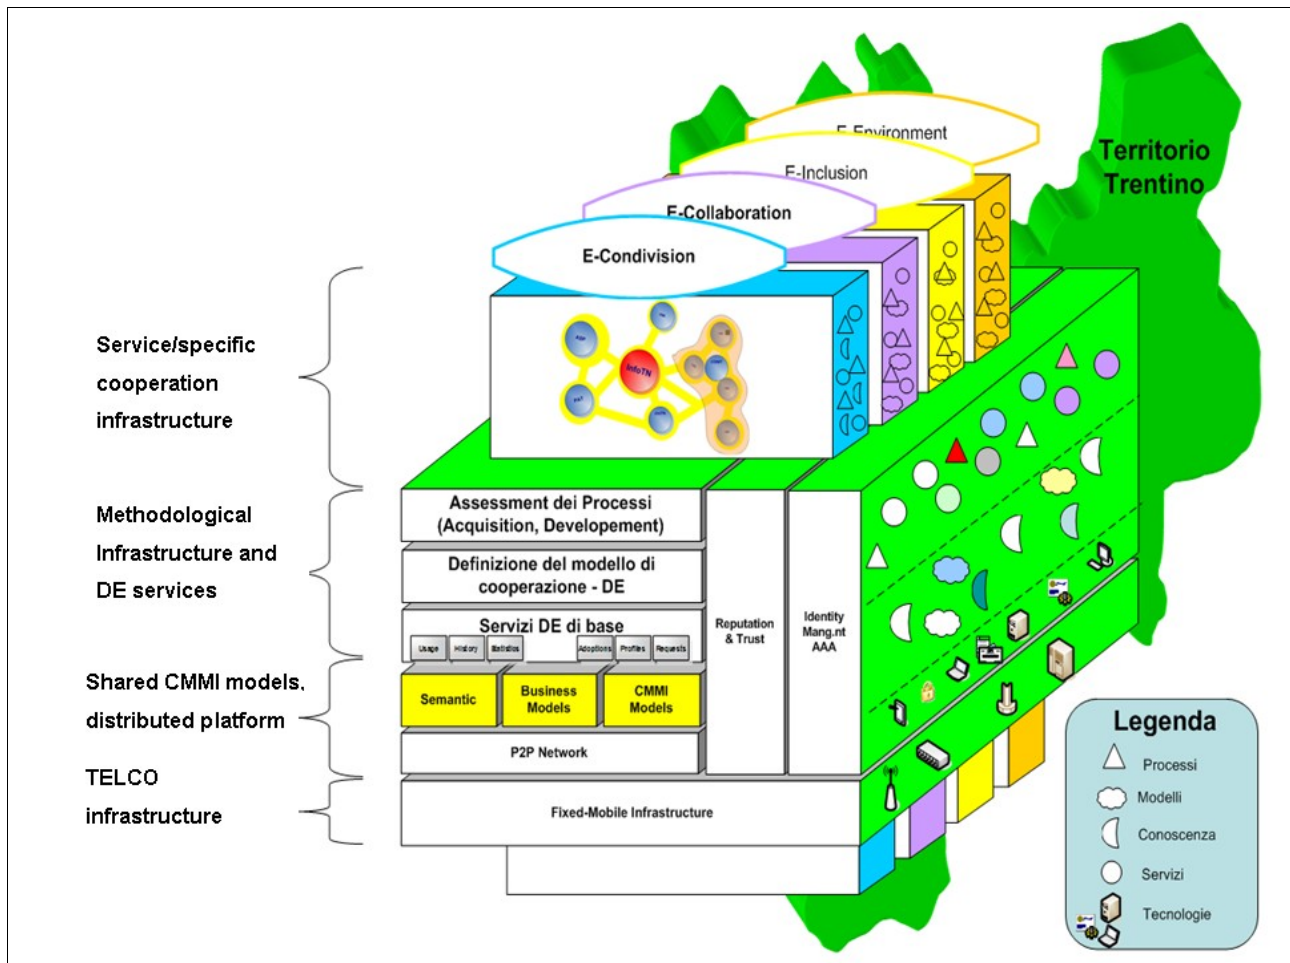 E-Environment
Territorio
Trentino
E-Inclusion
E-Collaboration
E-Condivision
InfoTN
Service/specific
cooperation
infrastructure
Methodological
Infrastructure and
DE services
Shared CMMI models,
distributed platform
TELCO
infrastructure
Assessment dei Processi
(Acquisition, Developement)
Definizione del modello di
cooperazione - DE
Servizi DE di base
Usage
History
Statistics
Adoptions
Profiles
Requests
Semantic
Business
Models
CMMI
Models
P2P Network
Reputation
& Trust
Identity
Mang.nt
AAA
Fixed-Mobile Infrastructure
Legenda
Processi
Modelli
Conoscenza
Servizi
Tecnologie